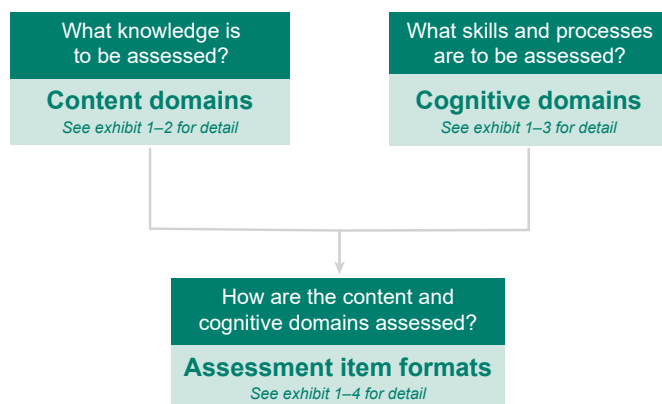 What knowledge is
to be assessed?
Content domains
See exhibit 1–2 for detail
What skills and processes
are to be assessed?
Cognitive domains
See exhibit 1–3 for detail
How are the content and
cognitive domains assessed?
Assessment item formats
See exhibit 1–4 for detail